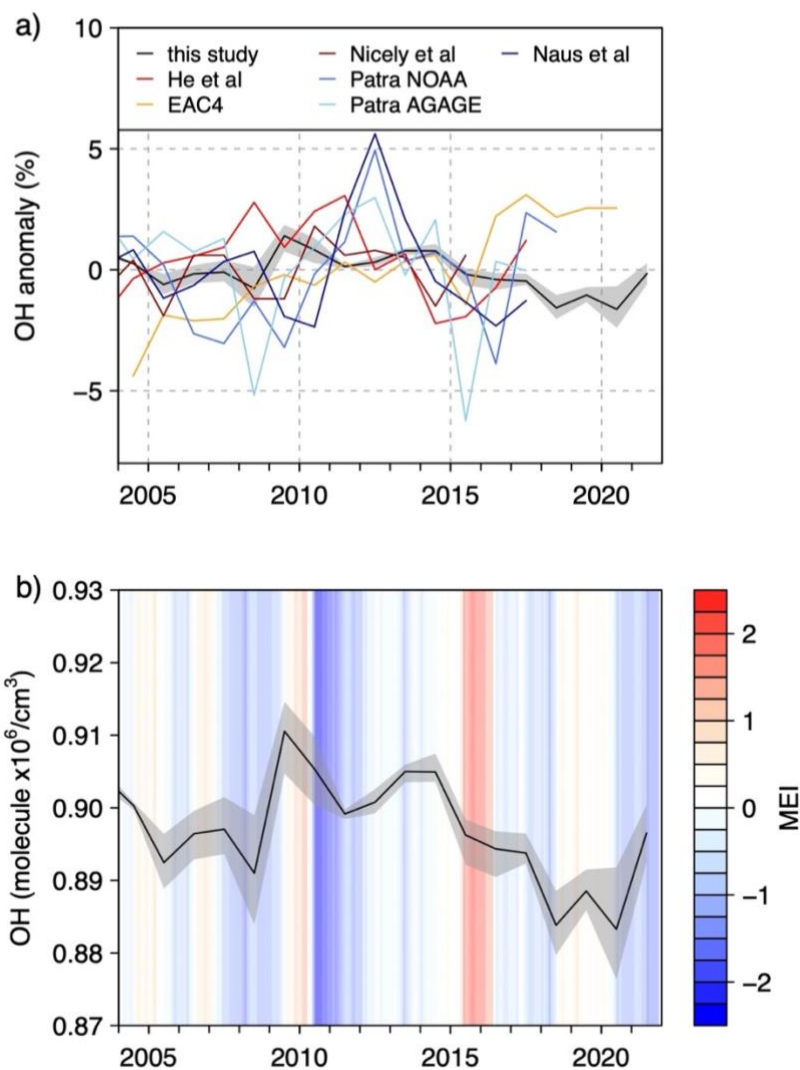 a)
10
this study
Nicely et al
Naus et al
He et al
Patra NOAA
EAC4
Patra AGAGE
5
0
−5
OH anomaly (%)
2005 2010 2015 2020
b)
0.93
0.92
0.91
0.90
0.89
0.88
0.87
OH (molecule x10⁶/cm³)
2005 2010 2015 2020
2
1
0
−1
−2
MEI